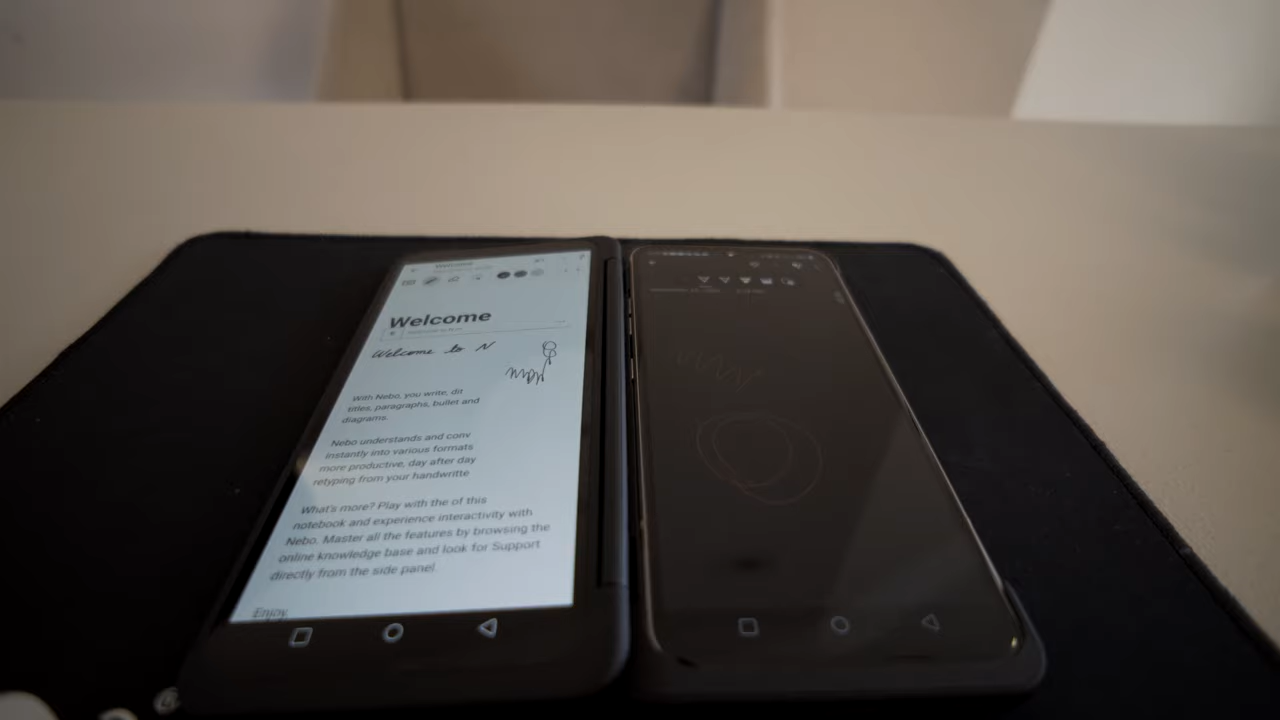 Welcome
Welcome
Welcome to N
With Nebo, you write, dit
titles, paragraphs, bullet and
diagrams.
Nebo understands and conv
instantly into various formats
more productive, day after day
retyping from your handwritte
What's more? Play with the of this
notebook and experience interactivity with
Nebo. Master all the features by browsing the
online knowledge base and look for Support
directly from the side panel.
Enjoy,